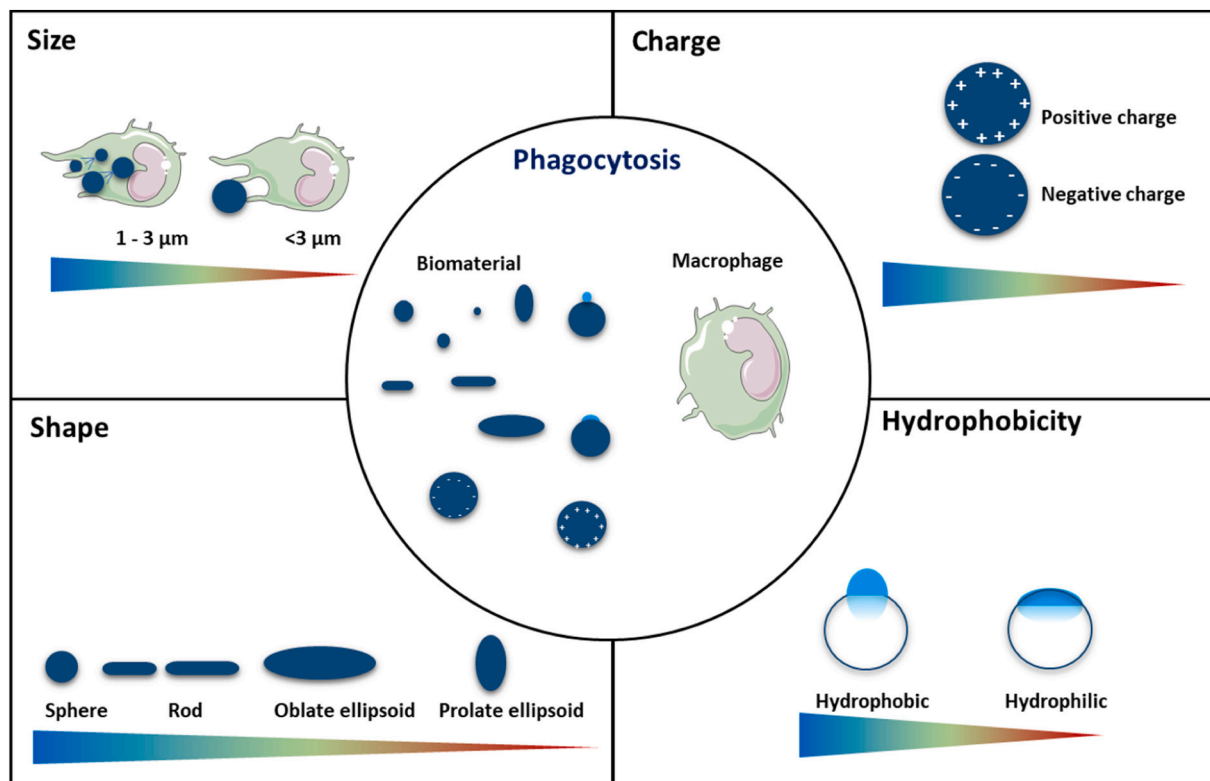 Size
1 - 3 µm
<3 µm
Charge
Positive charge
Negative charge
Phagocytosis
Biomaterial
Macrophage
Shape
Sphere
Rod
Oblate ellipsoid
Prolate ellipsoid
Hydrophobicity
Hydrophobic
Hydrophilic